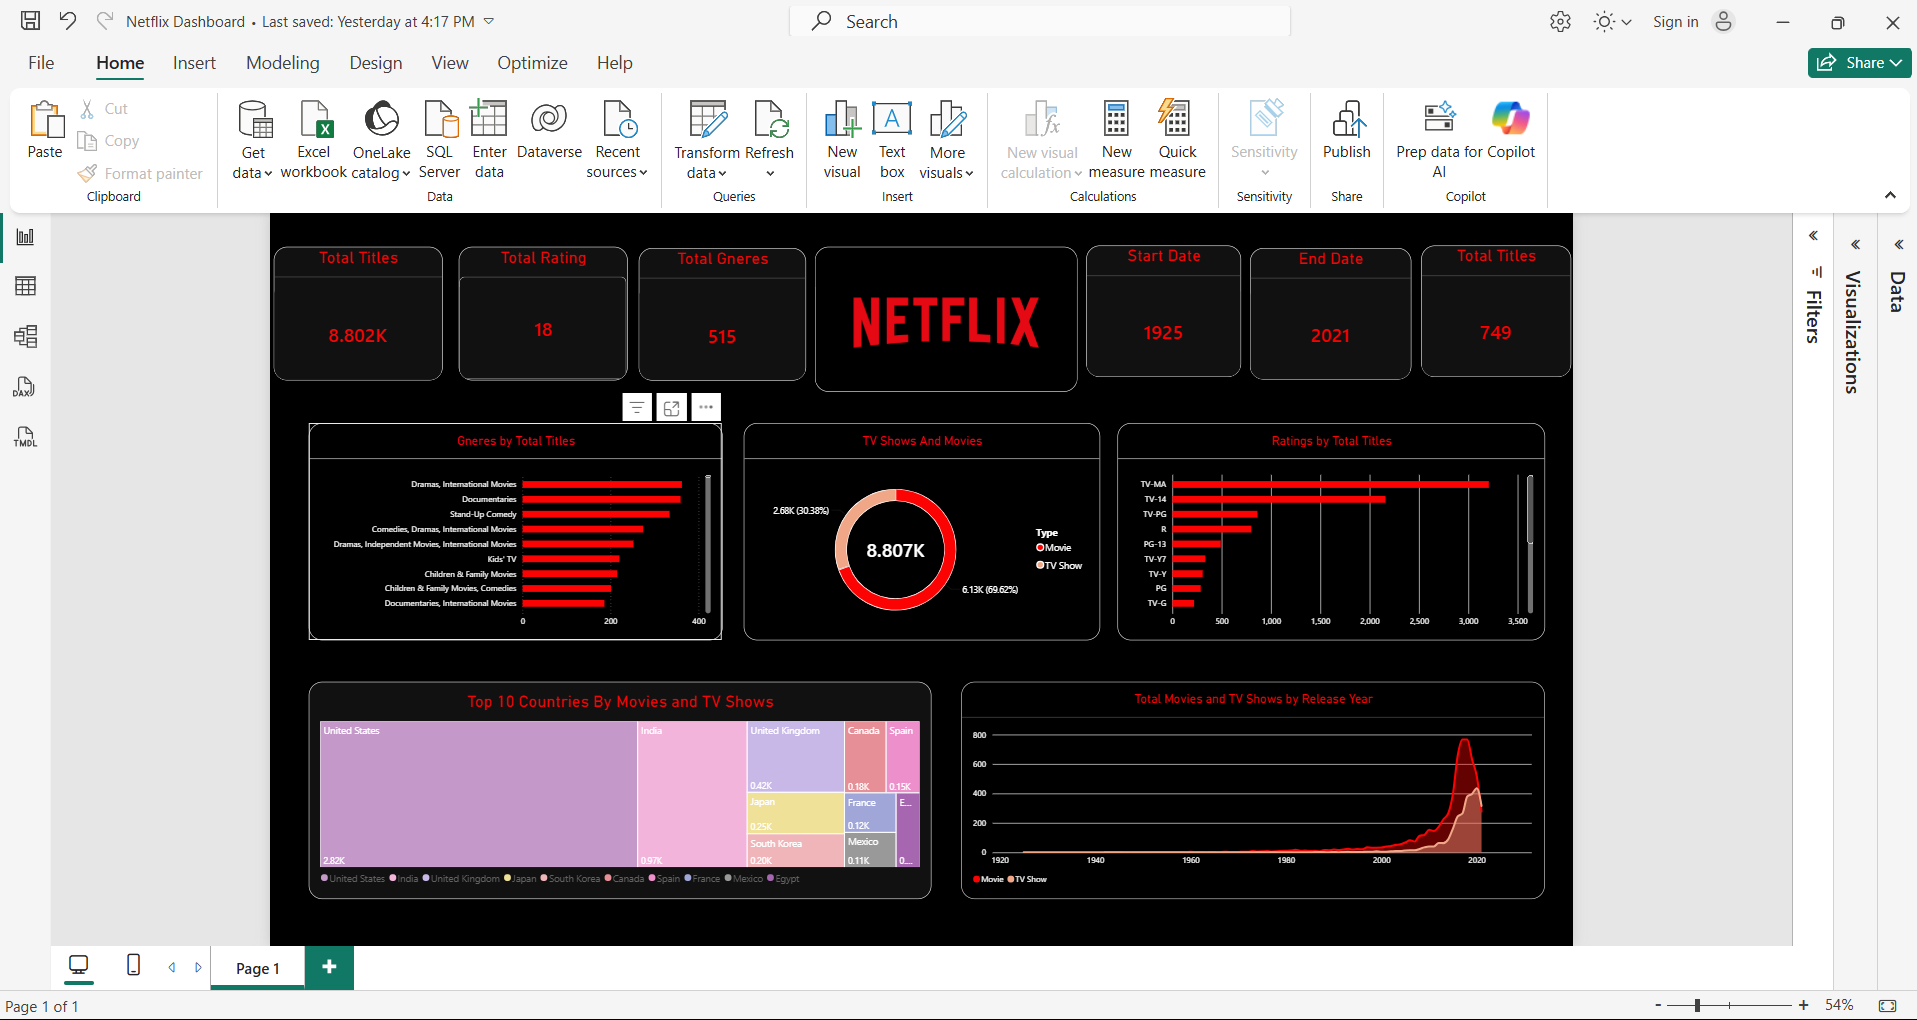 Netflix Dashboard • Last saved: Yesterday at 4:17 PM
Search
Sign in
File Home Insert Modeling Design View Optimize Help
Share
Paste
Cut
Copy
Format painter
Clipboard
Get data
Excel workbook
OneLake catalog
SQL Server
Enter data
Dataverse
Recent sources
Data
Transform data
Refresh
Queries
New visual
Text box
More visuals
Insert
New visual calculation
New measure
Quick measure
Calculations
Sensitivity
Sensitivity
Publish
Share
Prep data for AI
Copilot
Copilot
DAX
TMDL
Total Titles
8.802K
Total Rating
18
Total Gneres
515
NETFLIX
Start Date
1925
End Date
2021
Total Titles
749
Filters
Visualizations
Data
Gneres by Total Titles
Dramas, International Movies
Documentaries
Stand-Up Comedy
Comedies, Dramas, International Movies
Dramas, Independent Movies, International Movies
Kids' TV
Children & Family Movies
Children & Family Movies, Comedies
Documentaries, International Movies
0 200 400
TV Shows And Movies
2.68K (30.38%)
8.807K
6.13K (69.62%)
Type
Movie
TV Show
Ratings by Total Titles
TV-MA
TV-14
TV-PG
R
PG-13
TV-Y7
TV-Y
PG
TV-G
0 500 1,000 1,500 2,000 2,500 3,000 3,500
Top 10 Countries By Movies and TV Shows
United States
2.82K
India
0.97K
United Kingdom
0.42K
Japan
0.25K
South Korea
0.20K
Canada
0.18K
Spain
0.15K
France
0.12K
Mexico
0.11K
E...
0....
United States India United Kingdom Japan South Korea Canada Spain France Mexico Egypt
Total Movies and TV Shows by Release Year
800
600
400
200
0
1920 1940 1960 1980 2000 2020
Movie TV Show
Page 1
Page 1 of 1
- + 54%